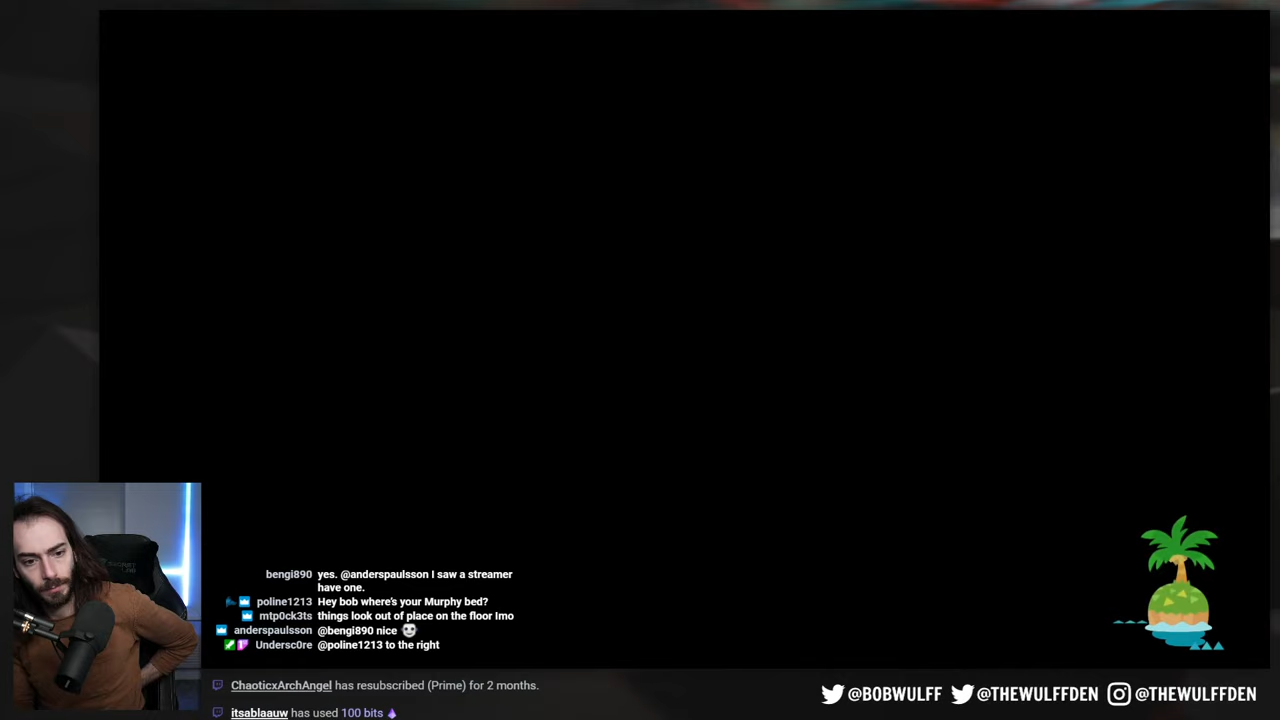 bengi890 yes. @anderspaulsson I saw a streamer
have one.
poline1213 Hey bob where's your Murphy bed?
mtp0ck3ts things look out of place on the floor lmo
anderspaulsson @bengi890 nice
Undersc0re @poline1213 to the right
ChaoticxArchAngel has resubscribed (Prime) for 2 months.
itsablaauw has used 100 bits
@BOBWULFF @THEWULFFDEN @THEWULFFDEN